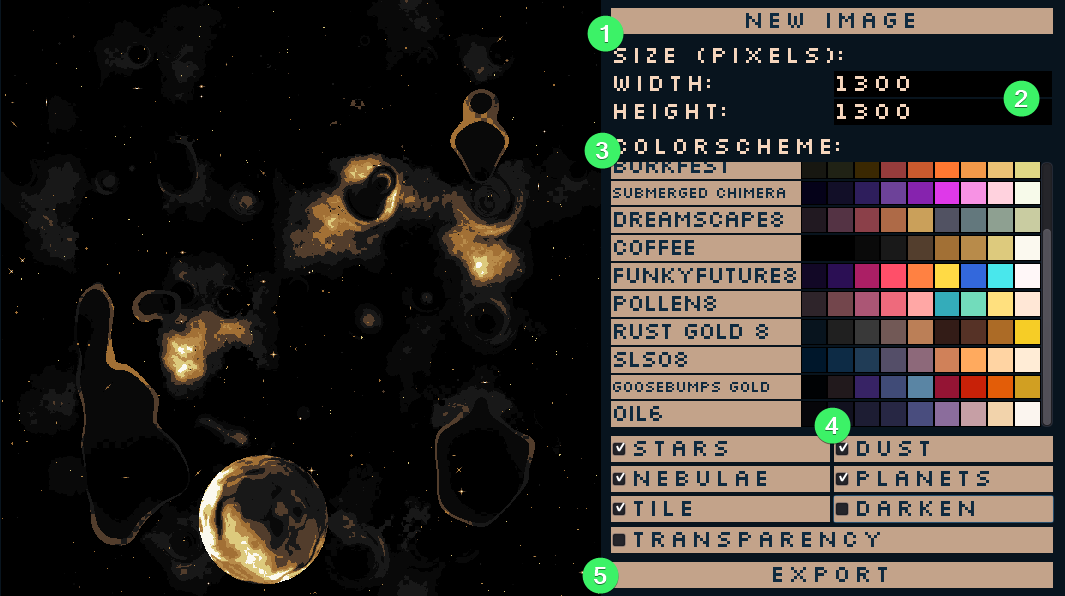 1
NEW IMAGE
SIZE (PIXELS):
WIDTH: 1300
2
HEIGHT: 1300
3
COLORSCHEME:
BORKFEST
SUBMERGED CHIMERA
DREAMSCAPE8
COFFEE
FUNKYFUTURE8
POLLEN8
RUST GOLD 8
SLSO8
GOOSEBUMPS GOLD
OIL6
4
STARS DUST
NEBULAE PLANETS
TILE DARKEN
TRANSPARENCY
5
EXPORT